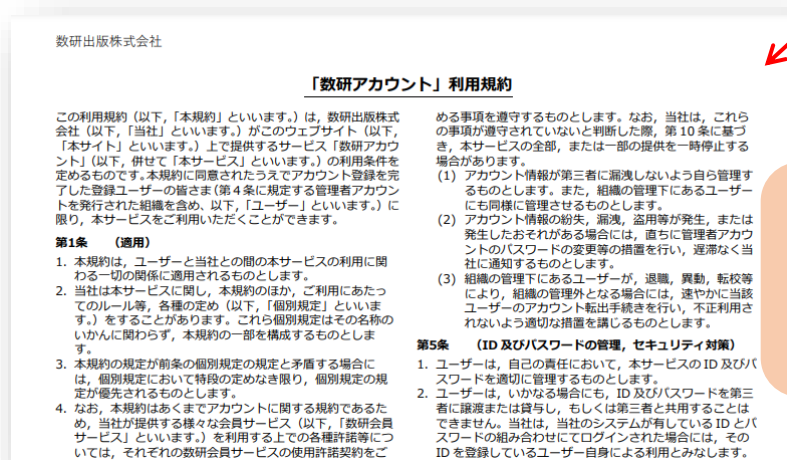 数研出版株式会社
「数研アカウント」利用規約
この利用規約（以下，「本規約」といいます。）は，数研出版株式
会社（以下，「当社」といいます。）がこのウェブサイト（以下，
「本サイト」といいます。）上で提供するサービス「数研アカウ
ント」（以下，併せて「本サービス」といいます。）の利用条件を
定めるものです。本規約に同意されたうえでアカウント登録を完
了した登録ユーザーの皆さま（第４条に規定する管理者アカウン
トを発行された組織を含め、以下，「ユーザー」といいます。）に
限り，本サービスをご利用いただくことができます。
第1条　（適用）
1. 本規約は，ユーザーと当社との間の本サービスの利用に関
わる一切の関係に適用されるものとします。
2. 当社は本サービスに関し，本規約のほか，ご利用にあたっ
てのルール等，各種の定め（以下，「個別規定」といいま
す。）をすることがあります。これら個別規定はその名称の
いかんに関わらず，本規約の一部を構成するものとしま
す。
3. 本規約の規定が前条の個別規定の規定と矛盾する場合に
は，個別規定において特段の定めなき限り，個別規定の規
定が優先されるものとします。
4. なお，本規約はあくまでアカウントに関する規約であるた
め，当社が提供する様々な会員サービス（以下，「数研会員
サービス」といいます。）を利用する上での各種許諾等につ
いては，それぞれの数研会員サービスの使用許諾契約をご
める事項を遵守するものとします。なお，当社は，これら
の事項が遵守されていないと判断した際，第 10 条に基づ
き，本サービスの全部，または一部の提供を一時停止する
場合があります。
(1) アカウント情報が第三者に漏洩しないよう自ら管理す
るものとします。また，組織の管理下にあるユーザー
にも同様に管理させるものとします。
(2) アカウント情報の紛失，漏洩，盗用等が発生，または
発生したおそれがある場合には，直ちに管理者アカウ
ントのパスワードの変更等の措置を行い，遅滞なく当
社に通知するものとします。
(3) 組織の管理下にあるユーザーが，退職，異動，転校等
により，組織の管理外となる場合には，速やかに当該
ユーザーのアカウント転出手続きを行い，不正利用さ
れないよう適切な措置を講じるものとします。
第5条　（ID 及びパスワードの管理，セキュリティ対策）
1. ユーザーは，自己の責任において，本サービスの ID 及びパ
スワードを適切に管理するものとします。
2. ユーザーは，いかなる場合にも，ID 及びパスワードを第三
者に譲渡または貸与し，もしくは第三者と共用することは
できません。当社は，当社のシステムが有している ID とパ
スワードの組み合わせにてログインされた場合には，その
ID を登録しているユーザー自身による利用とみなします。